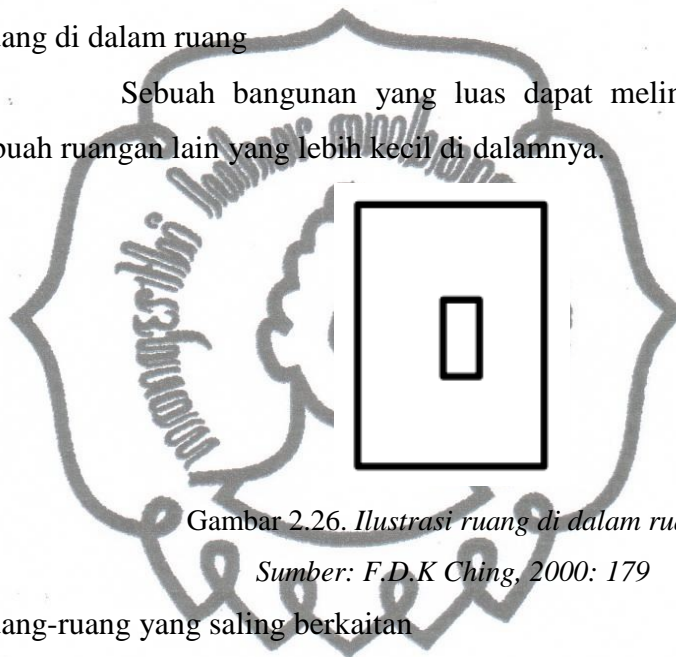 uang di dalam ruang
Sebuah bangunan yang luas dapat melin
buah ruangan lain yang lebih kecil di dalamnya.
Gambar 2.26. Ilustrasi ruang di dalam rua
Sumber: F.D.K Ching, 2000: 179
ang-ruang yang saling berkaitan